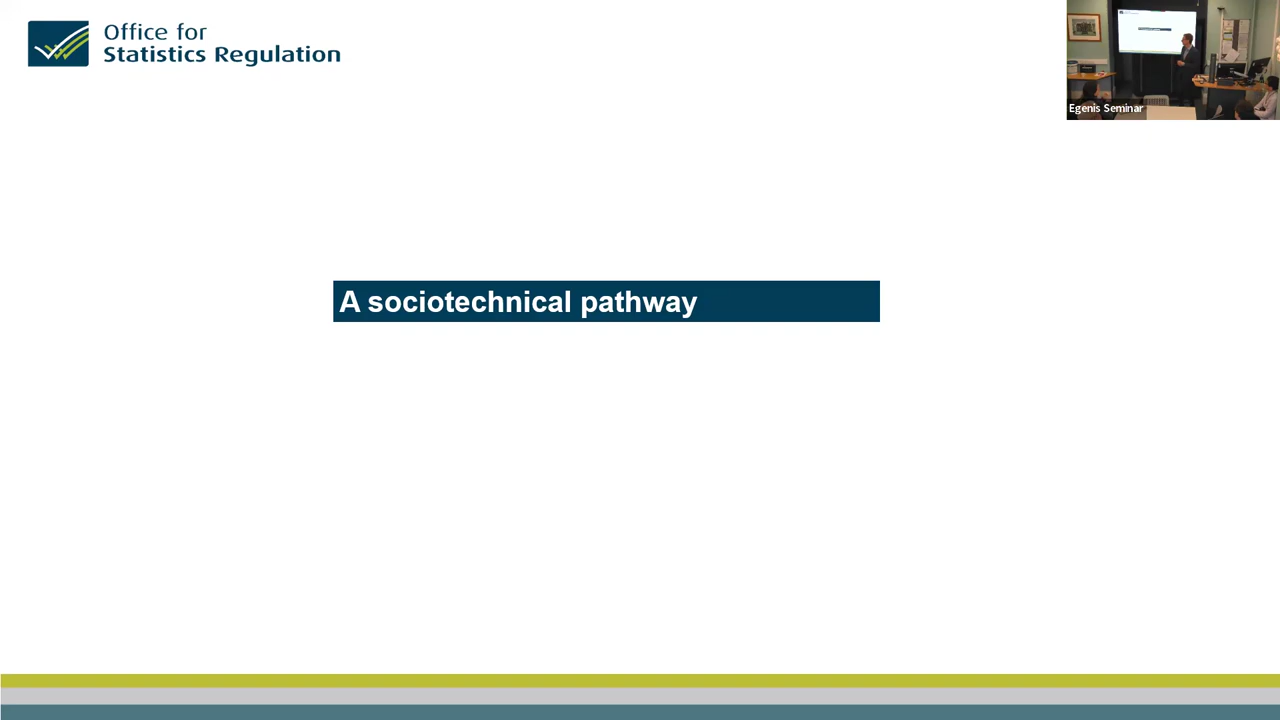 Office for
Statistics Regulation
Egenis Seminar
A sociotechnical pathway